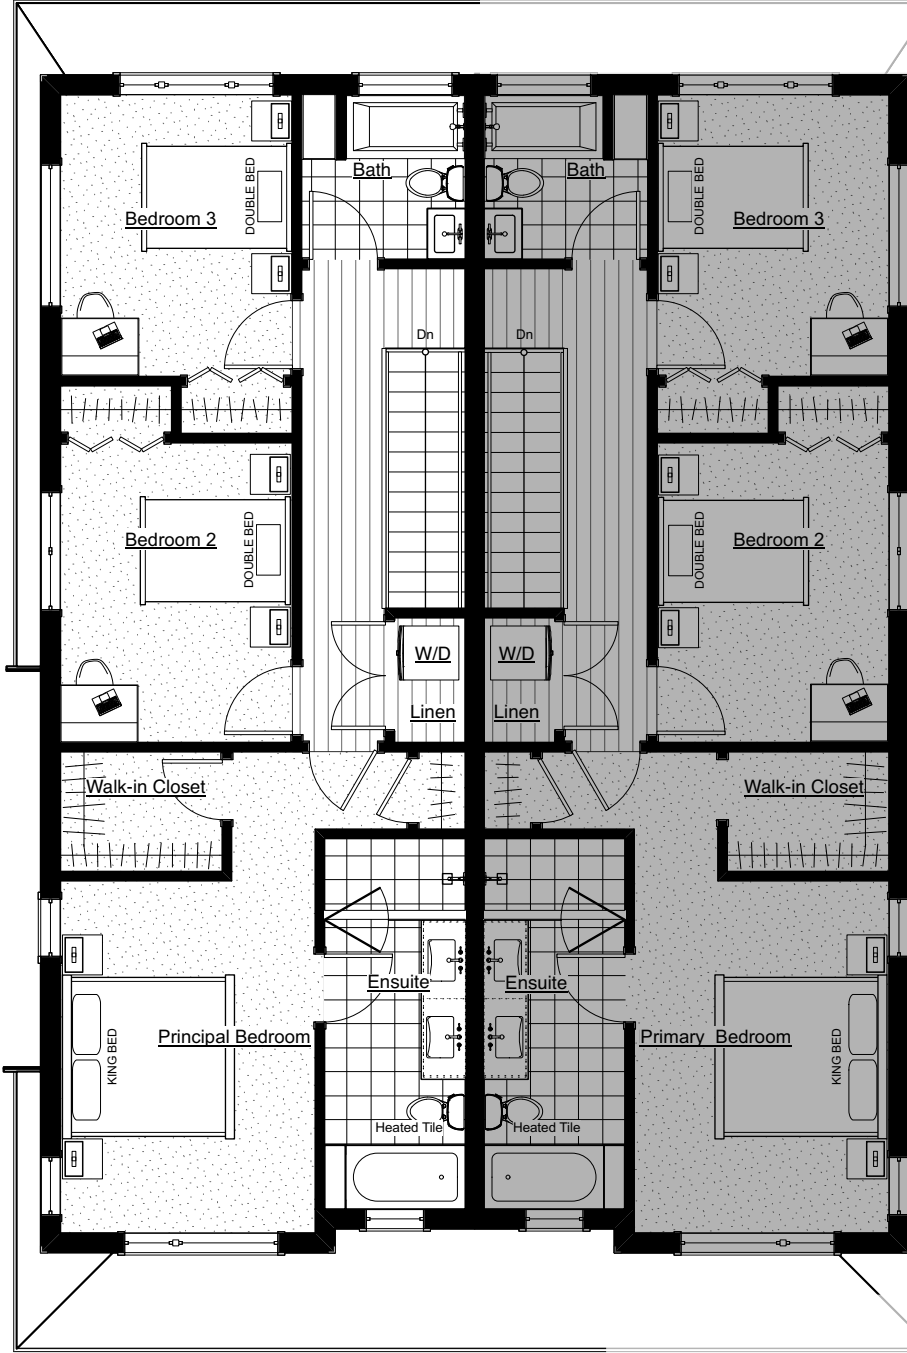 Bath
Bath
DOUBLE BED
DOUBLE BED
Bedroom 3
Bedroom 3
Dn
Dn
DOUBLE BED
DOUBLE BED
Bedroom 2
Bedroom 2
W/D
W/D
Linen
Linen
Walk-in Closet
Walk-in Closet
Ensuite
Ensuite
Principal Bedroom
Primary Bedroom
KING BED
KING BED
Heated Tile
Heated Tile